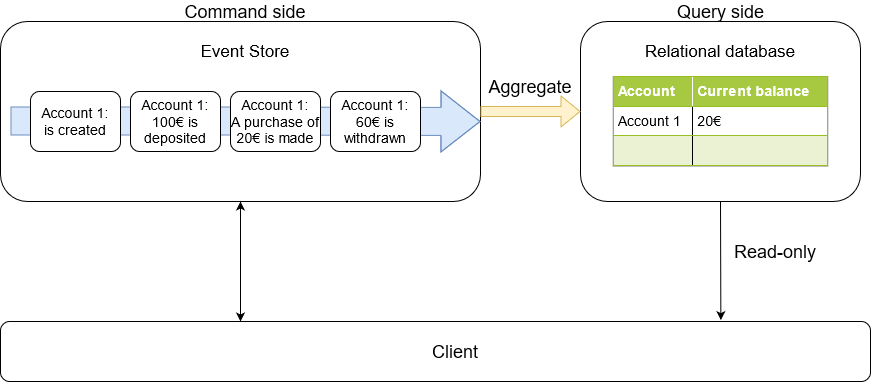 Command side
Query side
Event Store
Relational database
Account 1:
is created
Account 1:
100€ is
deposited
Account 1:
A purchase of
20€ is made
Account 1:
60€ is
withdrawn
Aggregate
Account Current balance
Account 1 20€
Read-only
Client